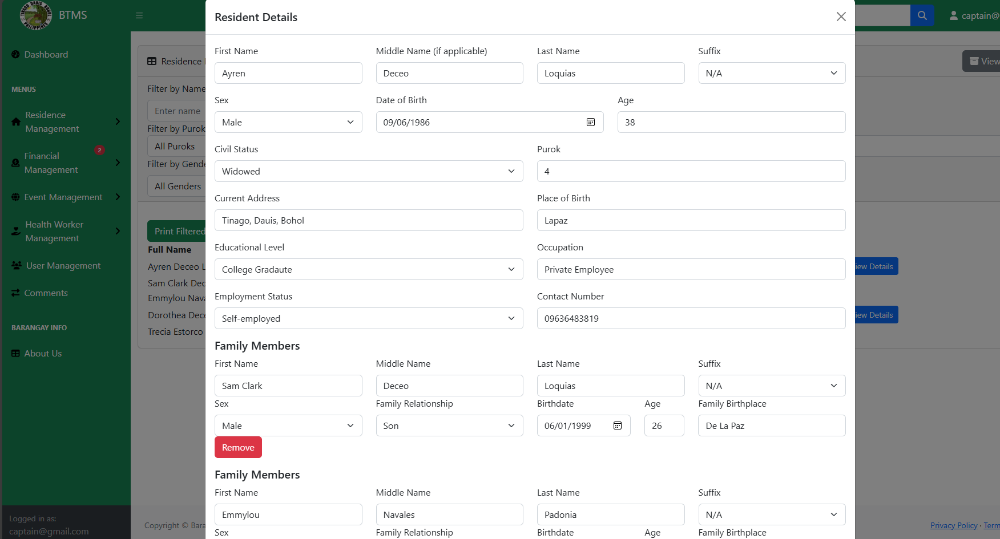 BTMS
Resident Details
captain@
Dashboard
Residence
View
MENUS
Residence
Management
Financial
Management
2
Event Management
Health Worker
Management
User Management
Comments
BARANGAY INFO
About Us
Logged in as:
captain@gmail.com
Filter by Name
Enter name
Filter by Purok
All Puroks
Filter by Gende
All Genders
Print Filtered
Full Name
Ayren Deceo L
Sam Clark Dec
Emmylou Nava
Dorothea Dece
Trecia Estorco
First Name
Middle Name (if applicable)
Last Name
Suffix
Ayren
Deceo
Loquias
N/A
Sex
Date of Birth
Age
Male
09/06/1986
38
Civil Status
Purok
Widowed
4
Current Address
Place of Birth
Tinago, Dauis, Bohol
Lapaz
Educational Level
Occupation
College Gradaute
Private Employee
Employment Status
Contact Number
Self-employed
09636483819
Family Members
First Name
Middle Name
Last Name
Suffix
Sam Clark
Deceo
Loquias
N/A
Sex
Family Relationship
Birthdate
Age
Family Birthplace
Male
Son
06/01/1999
26
De La Paz
Remove
Family Members
First Name
Middle Name
Last Name
Suffix
Emmylou
Navales
Padonia
N/A
Sex
Family Relationship
Birthdate
Age
Family Birthplace
iew Details
iew Details
Copyright © Bara
Privacy Policy · Term